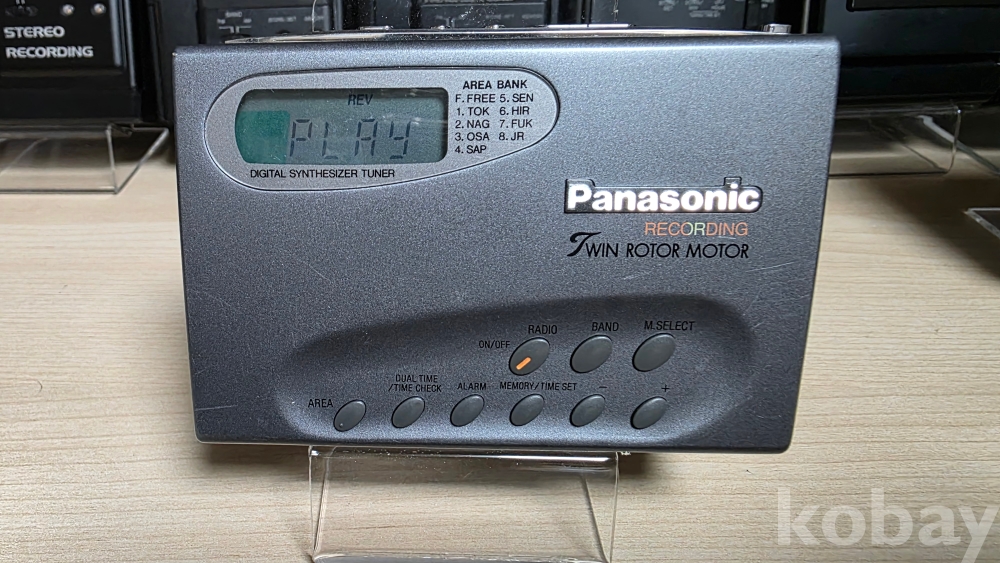 STEREO
RECORDING
BAND
REV
PLAY
DIGITAL SYNTHESIZER TUNER
AREA BANK
F. FREE 5. SEN
1. TOK 6. HIR
2. NAG 7. FUK
3. OSA 8. JR
4. SAP
Panasonic
RECORDING
TWIN ROTOR MOTOR
RADIO
ON/OFF
BAND
M.SELECT
AREA
DUAL TIME
/TIME CHECK
ALARM
MEMORY/TIME SET
−
+
kobay